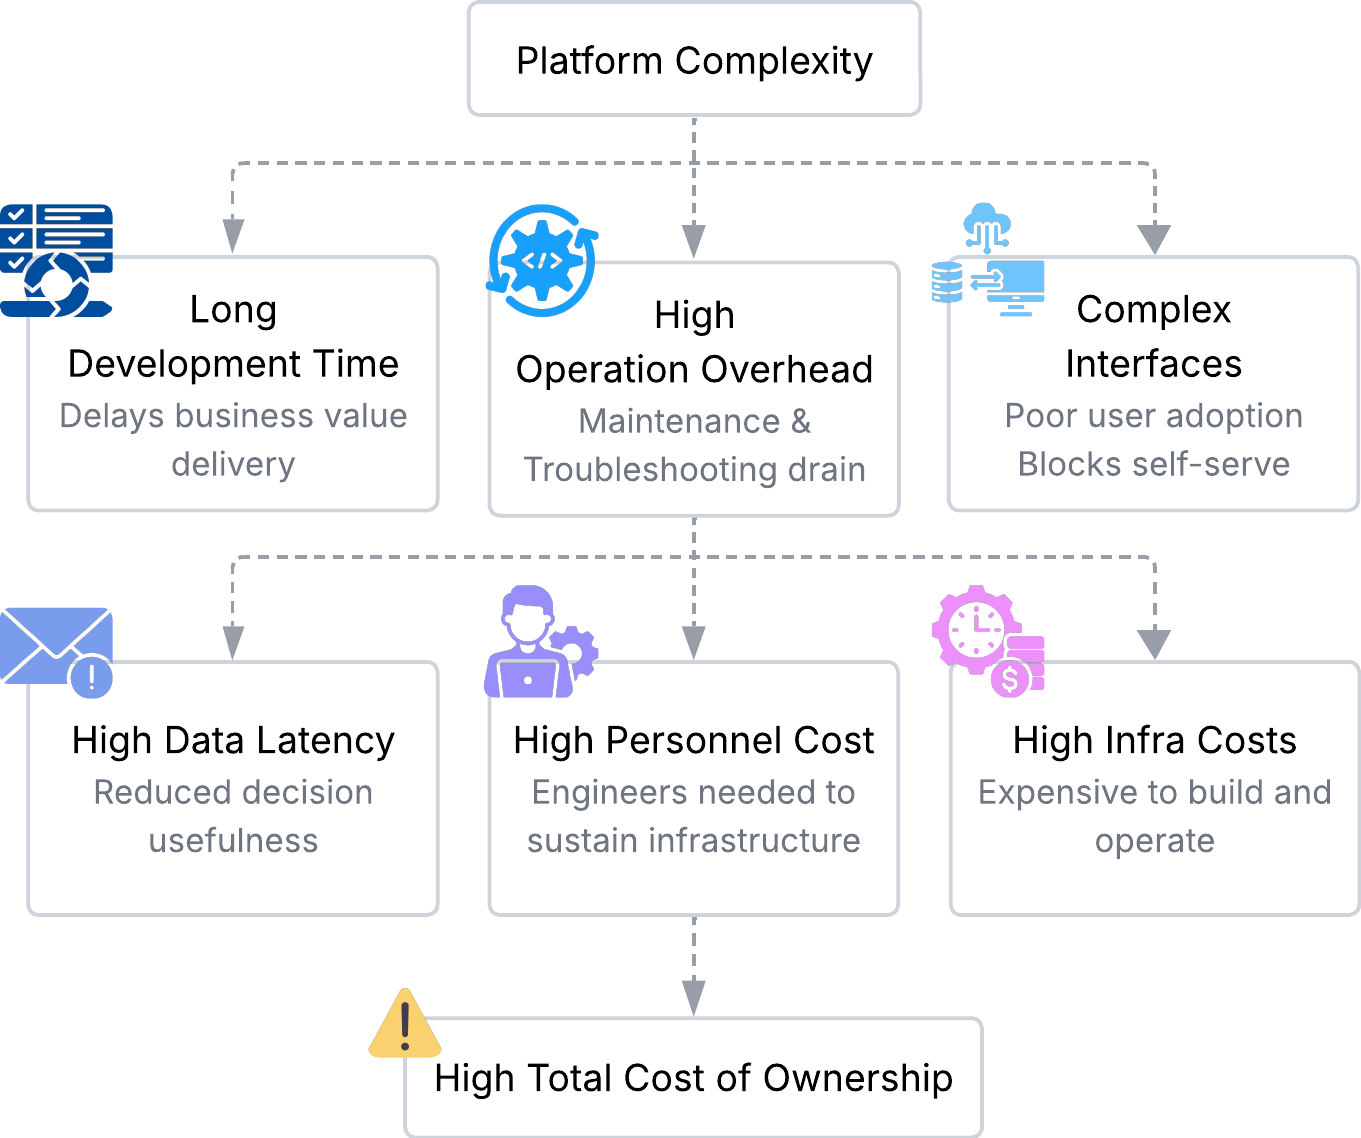 Platform Complexity
Long
Development Time
Delays business value
delivery
</>
High
Operation Overhead
Maintenance &
Troubleshooting drain
Complex
Interfaces
Poor user adoption
Blocks self-serve
!
High Data Latency
Reduced decision
usefulness
High Personnel Cost
Engineers needed to
sustain infrastructure
$
High Infra Costs
Expensive to build and
operate
!
High Total Cost of Ownership